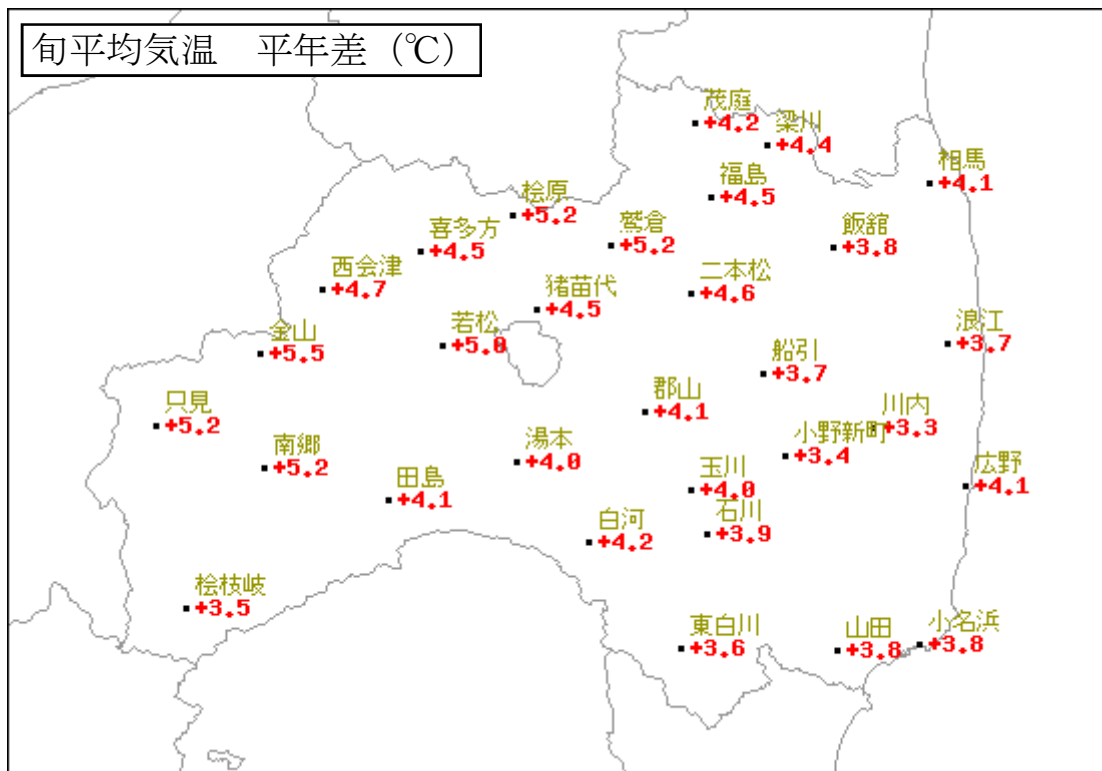 旬平均気温　平年差（℃）
茂庭
+4.2
梁川
+4.4
相馬
+4.1
福島
+4.5
桧原
+5.2
鷲倉
+5.2
飯舘
+3.8
喜多方
+4.5
西会津
+4.7
二本松
+4.6
猪苗代
+4.5
金山
+5.5
若松
+5.0
浪江
+3.7
船引
+3.7
郡山
+4.1
只見
+5.2
川内
+3.3
小野新町
+3.4
南郷
+5.2
湯本
+4.0
広野
+4.1
田島
+4.1
玉川
+4.0
石川
+3.9
白河
+4.2
桧枝岐
+3.5
東白川
+3.6
山田
+3.8
小名浜
+3.8